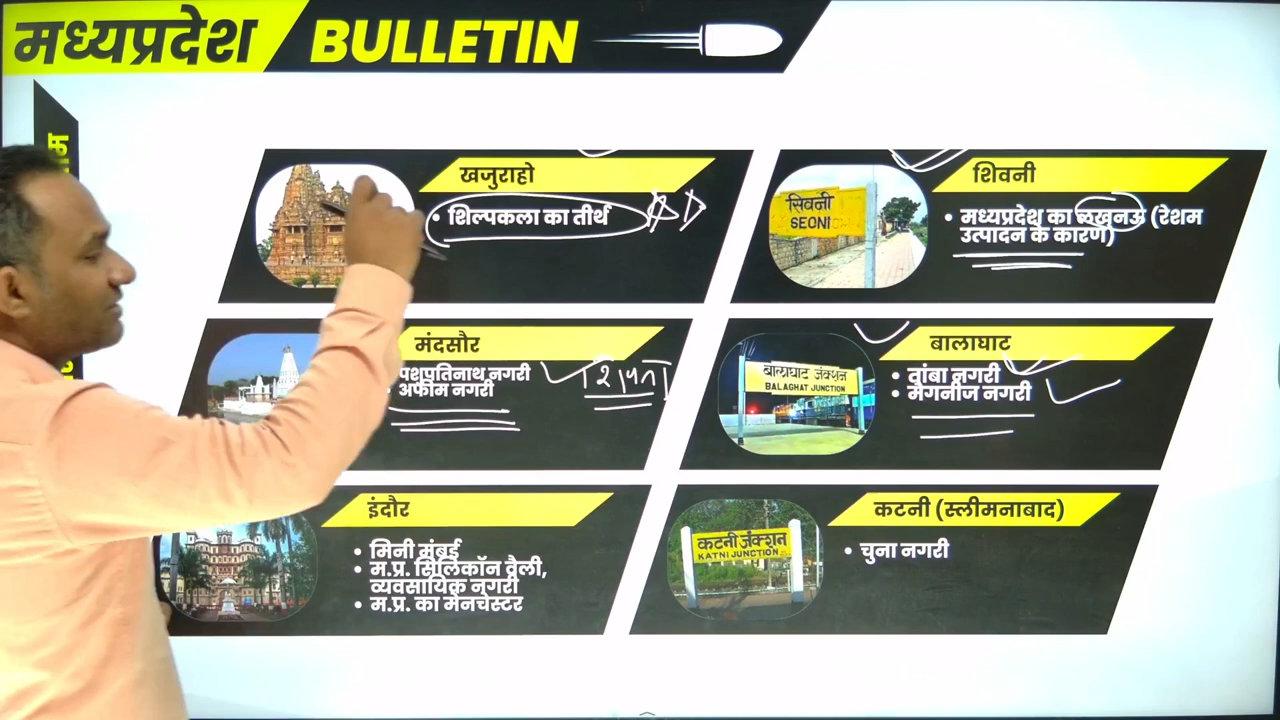 मध्यप्रदेश BULLETIN
खजुराहो
• शिल्पकला का तीर्थ
शिवनी
सिवनी
SEONI
• मध्यप्रदेश का लखनऊ (रेशम
उत्पादन के कारण)
मंदसौर
पशुपतिनाथ नगरी
अफीम नगरी
बालाघाट
बालाघाट जंक्शन
BALAGHAT JUNCTION
• तांबा नगरी
• मैगनीज नगरी
इंदौर
• मिनी मुंबई
• म.प्र. सिलिकॉन वैली,
व्यवसायिक नगरी
• म.प्र. का मैनचेस्टर
कटनी (स्लीमनाबाद)
कटनी जंक्शन
KATNI JUNCTION
• चुना नगरी